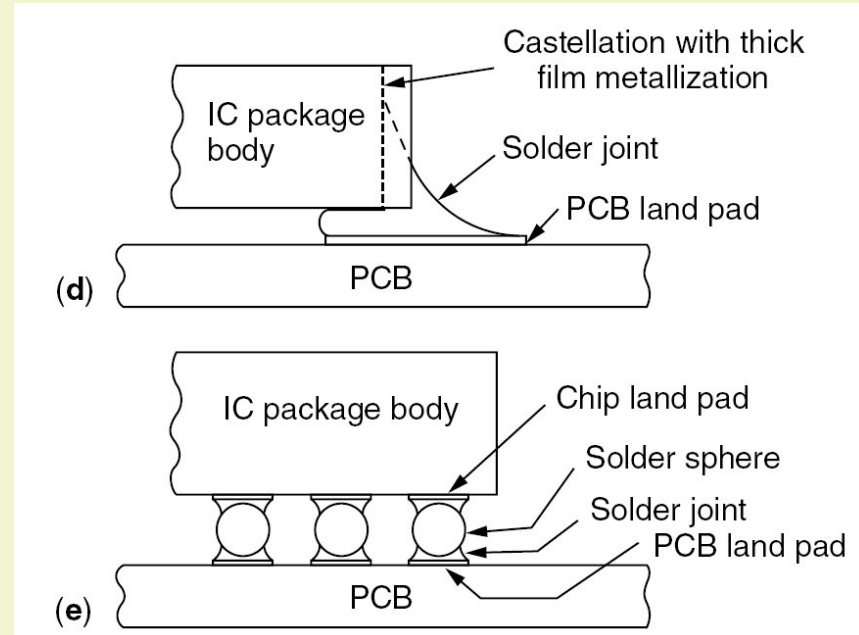 Castellation with thick
film metallization
IC package
body
Solder joint
PCB land pad
PCB
(d)
IC package body
Chip land pad
Solder sphere
Solder joint
PCB land pad
PCB
(e)